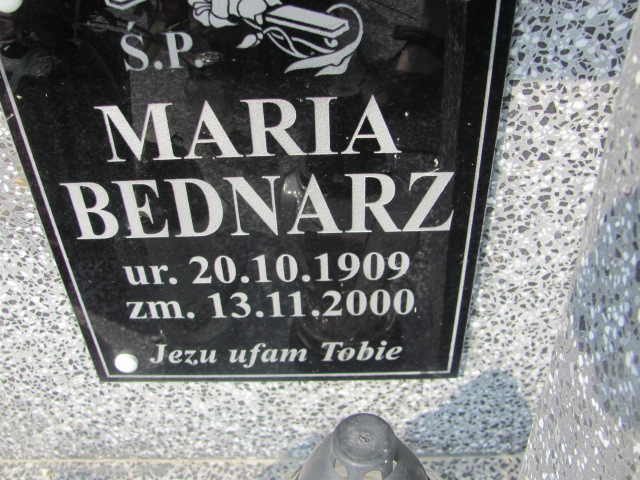 Ś.P
MARIA
BEDNARZ
ur. 20.10.1909
zm. 13.11.2000
Jezu ufam Tobie